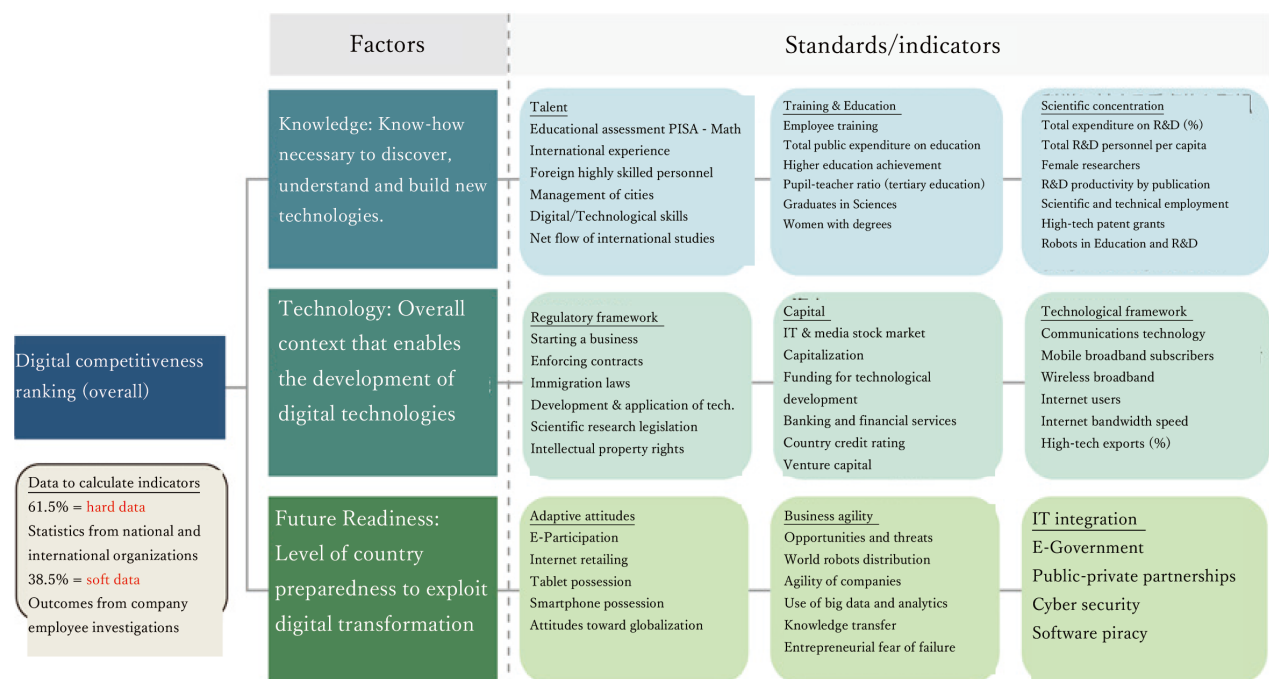 Factors
Standards/indicators
Knowledge: Know-how
necessary to discover,
understand and build new
technologies.
Talent
Educational assessment PISA - Math
International experience
Foreign highly skilled personnel
Management of cities
Digital/Technological skills
Net flow of international studies
Training & Education
Employee training
Total public expenditure on education
Higher education achievement
Pupil-teacher ratio (tertiary education)
Graduates in Sciences
Women with degrees
Scientific concentration
Total expenditure on R&D (%)
Total R&D personnel per capita
Female researchers
R&D productivity by publication
Scientific and technical employment
High-tech patent grants
Robots in Education and R&D
Digital competitiveness
ranking (overall)
Technology: Overall
context that enables
the development of
digital technologies
Regulatory framework
Starting a business
Enforcing contracts
Immigration laws
Development & application of tech.
Scientific research legislation
Intellectual property rights
Capital
IT & media stock market
Capitalization
Funding for technological
development
Banking and financial services
Country credit rating
Venture capital
Technological framework
Communications technology
Mobile broadband subscribers
Wireless broadband
Internet users
Internet bandwidth speed
High-tech exports (%)
Data to calculate indicators
61.5% = hard data
Statistics from national and
international organizations
38.5% = soft data
Outcomes from company
employee investigations
Future Readiness:
Level of country
preparedness to exploit
digital transformation
Adaptive attitudes
E-Participation
Internet retailing
Tablet possession
Smartphone possession
Attitudes toward globalization
Business agility
Opportunities and threats
World robots distribution
Agility of companies
Use of big data and analytics
Knowledge transfer
Entrepreneurial fear of failure
IT integration
E-Government
Public-private partnerships
Cyber security
Software piracy